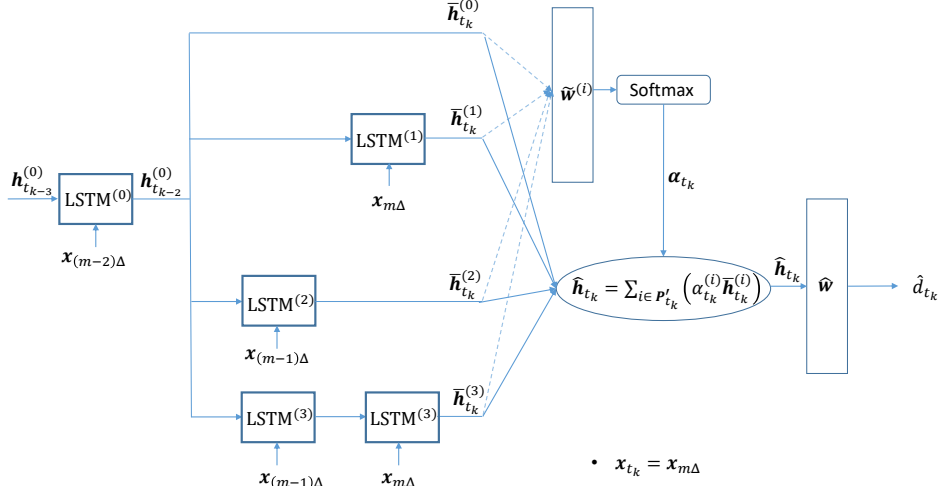 h̄_{t_k}^{(0)}
w̃^{(i)}
Softmax
h̄_{t_k}^{(1)}
LSTM^{(1)}
α_{t_k}
h_{t_{k-3}}^{(0)}
LSTM^{(0)}
h_{t_{k-2}}^{(0)}
x_{mΔ}
x_{(m-2)Δ}
h̄_{t_k}^{(2)}
LSTM^{(2)}
ĥ_{t_k} = ∑_{i∈P′_{t_k}} (α_{t_k}^{(i)} h̄_{t_k}^{(i)})
ĥ_{t_k}
ŵ
d̂_{t_k}
x_{(m-1)Δ}
h̄_{t_k}^{(3)}
LSTM^{(3)}
LSTM^{(3)}
x_{(m-1)Δ}
x_{mΔ}
• x_{t_k} = x_{mΔ}